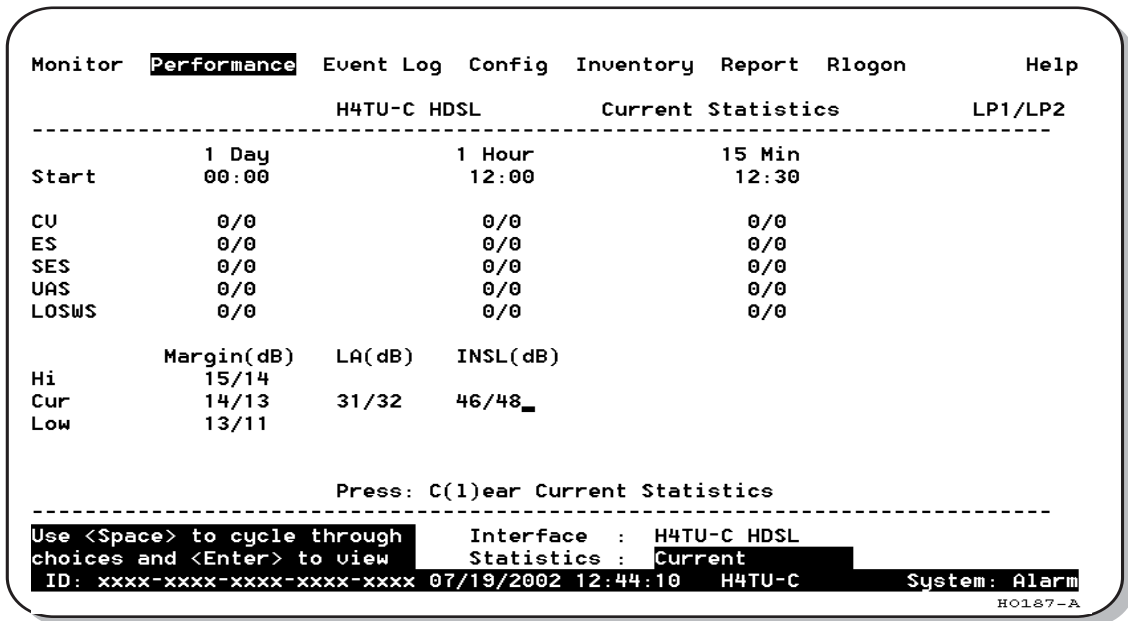 Monitor Performance Event Log Config Inventory Report Rlogon Help
H4TU-C HDSL Current Statistics LP1/LP2
1 Day 1 Hour 15 Min
Start 00:00 12:00 12:30
CV 0/0 0/0 0/0
ES 0/0 0/0 0/0
SES 0/0 0/0 0/0
UAS 0/0 0/0 0/0
LOSWS 0/0 0/0 0/0
Margin(dB) LA(dB) INSL(dB)
Hi 15/14
Cur 14/13 31/32 46/48_
Low 13/11
Press: C(l)ear Current Statistics
Use <Space> to cycle through Interface : H4TU-C HDSL
choices and <Enter> to view Statistics : Current
ID: xxxx-xxxx-xxxx-xxxx-xxxx 07/19/2002 12:44:10 H4TU-C System: Alarm
HO187-A